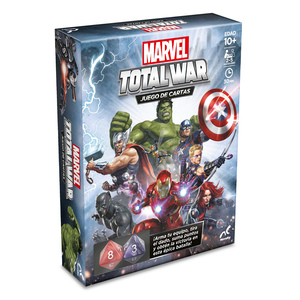 MARVEL
TOTAL WAR
JUEGO DE CARTAS
EDAD
10+
MARVEL
TOTAL WAR
¡Arma tu equipo, tira
el dado, suma puntos
y obtén la victoria en
esta épica batalla!
8
3